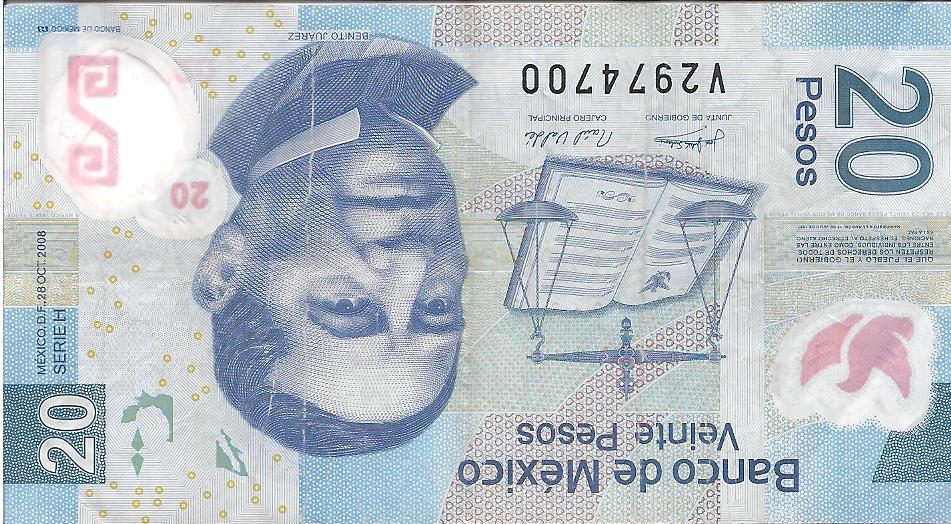 Banco de México
Veinte Pesos
20
Pesos
QUE EL PUEBLO Y EL GOBIERNO
RESPETEN LOS DERECHOS DE TODOS
ENTRE LOS INDIVIDUOS, COMO ENTRE LAS
NACIONES, EL RESPETO AL DERECHO AJENO
ES LA PAZ
JUNTA DE GOBIERNO
CAJERO PRINCIPAL
V2974700
20
MEXICO, D.F., 28 OCT. 2008
SERIE H
20
BENITO JUÁREZ
BANCO DE MÉXICO